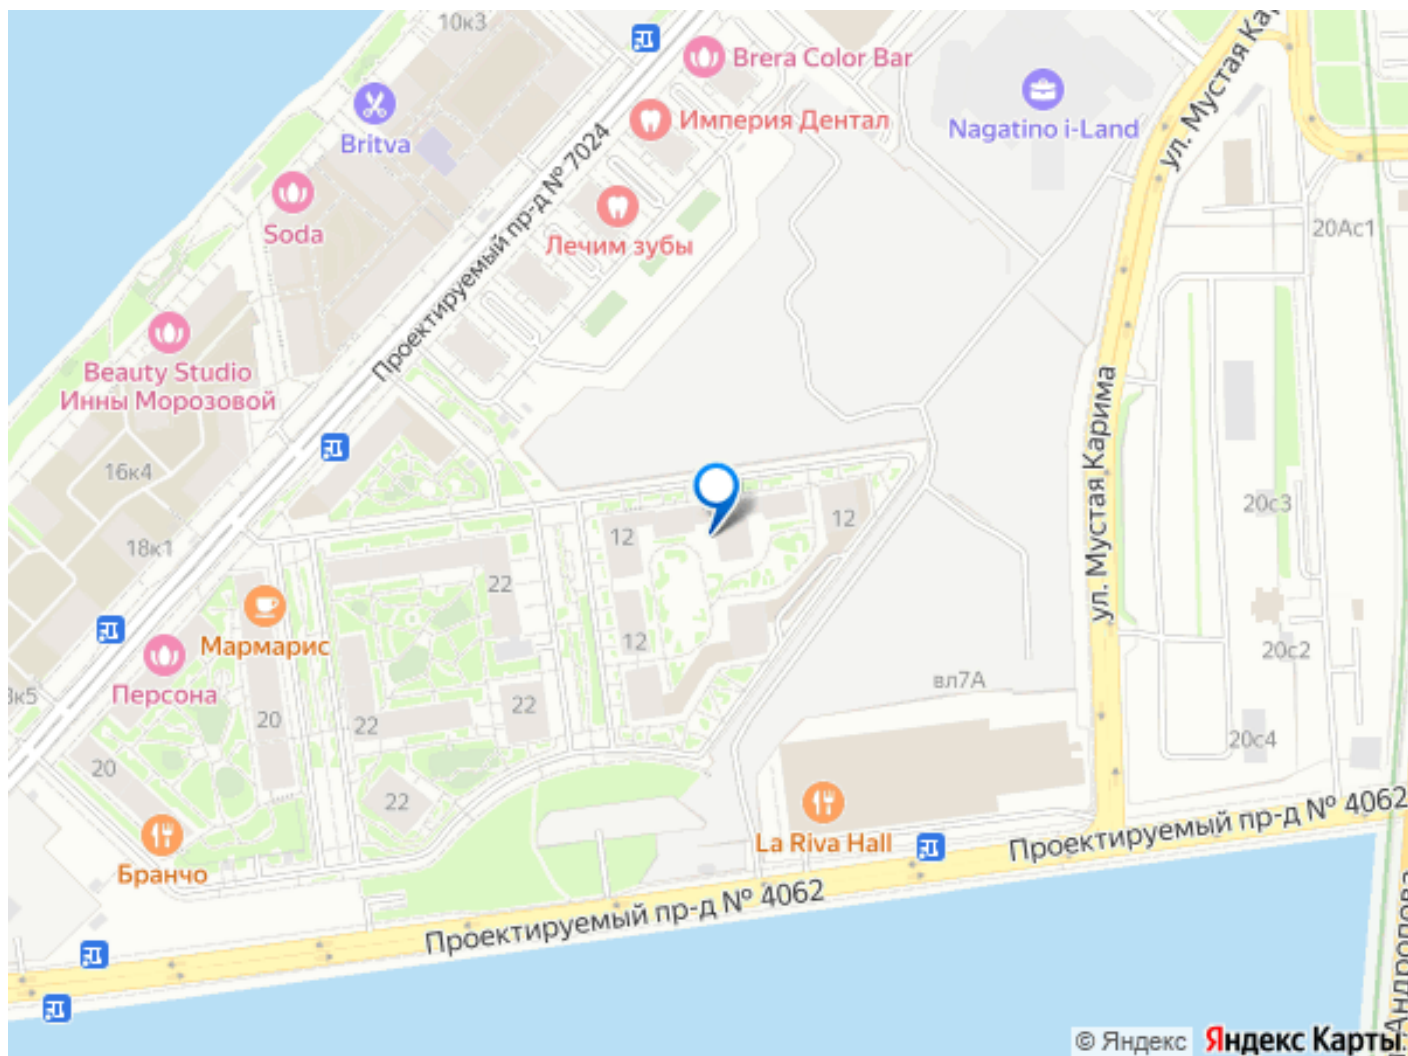 10к3
Brera Color Bar
Britva
Империя Дентал
Nagatino i-Land
ул. Мустая Кар
Проектируемый пр-д № 7024
Soda
Лечим зубы
20Ас1
Beauty Studio
Инны Морозовой
16к4
ул. Мустая Карима
18к1
12
12
20с3
22
Мармарис
12
20с2
Персона
к5
вл7А
20
22
22
20с4
20
22
Бранчо
La Riva Hall
Проектируемый пр-д № 4062
Проектируемый пр-д № 4062
Андропова
© Яндекс Яндекс Карты